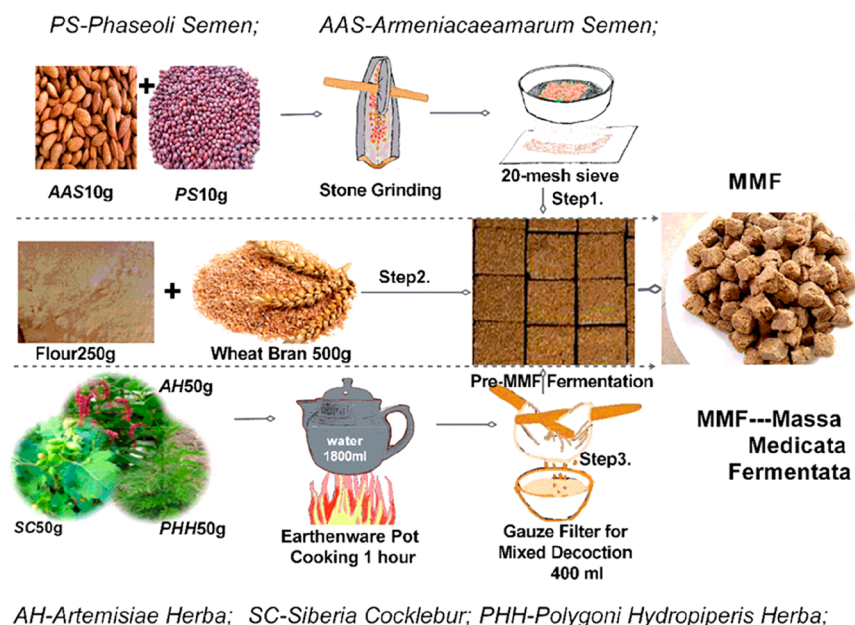 PS-Phaseoli Semen; AAS-Armeniacaeamarum Semen;
+
AAS10g PS10g
Stone Grinding
20-mesh sieve
Step1.
MMF
+
Step2.
Flour250g Wheat Bran 500g
Pre-MMF Fermentation
AH50g
SC50g PHH50g
water
1800ml
Earthenware Pot
Cooking 1 hour
Step3.
Gauze Filter for
Mixed Decoction
400 ml
MMF---Massa
Medicata
Fermentata
AH-Artemisiae Herba; SC-Siberia Cocklebur; PHH-Polygoni Hydropiperis Herba;